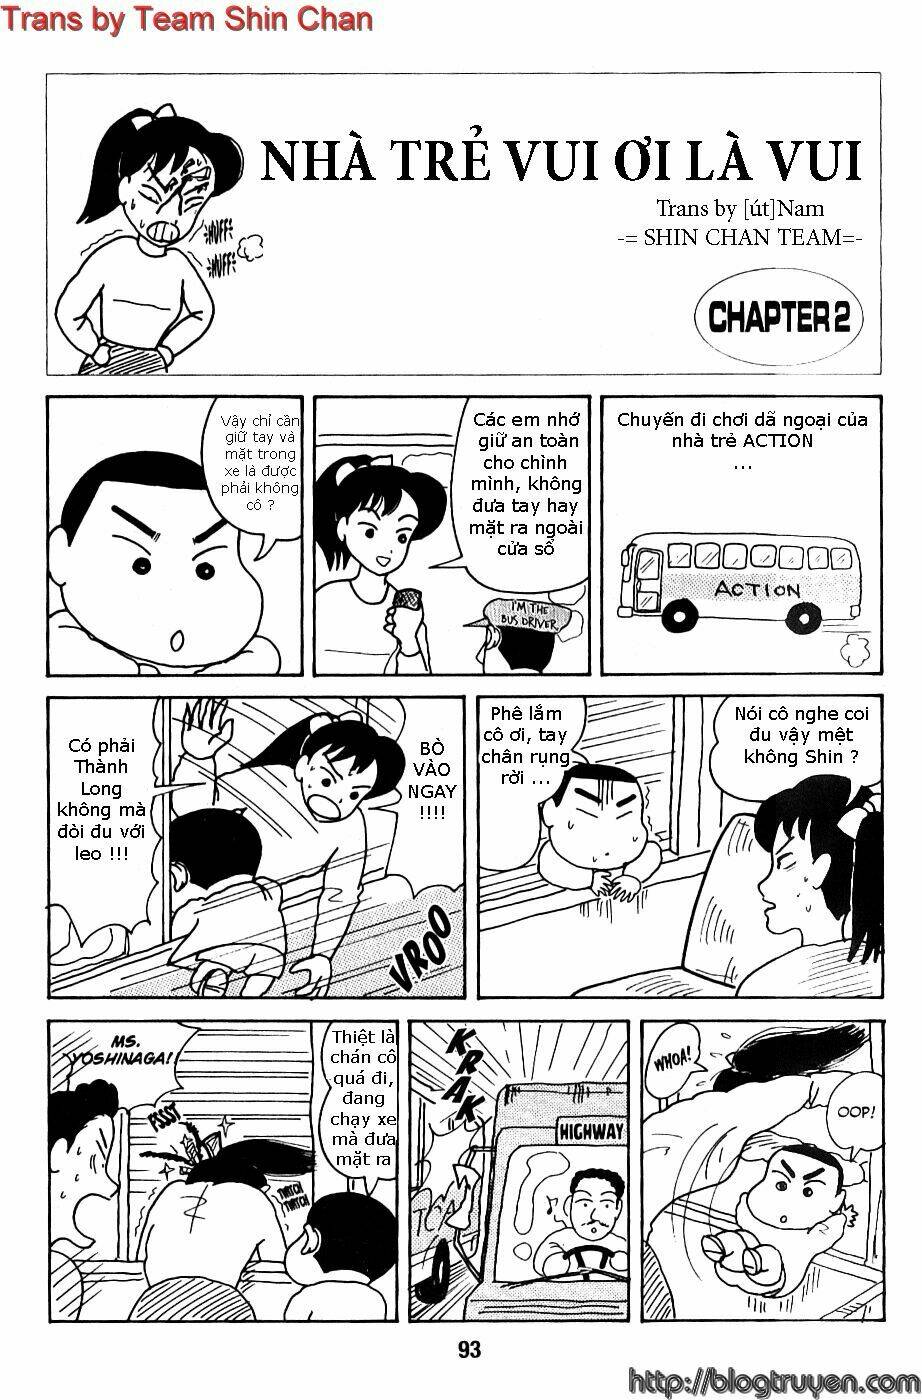 Trans by Team Shin Chan
NHÀ TRẺ VUI ƠI LÀ VUI
Trans by [út]Nam
-= SHIN CHAN TEAM=-
HUFF
HUFF
CHAPTER 2
Chuyến đi chơi dã ngoại của
nhà trẻ ACTION
...
ACTION
Các em nhớ
giữ an toàn
cho chình
mình, không
đưa tay hay
mặt ra ngoài
cửa sổ
I'M THE
BUS DRIVER
Vậy chỉ cần
giữ tay và
mặt trong
xe là được
phải không
cô ?
Nói cô nghe coi
đu vậy mệt
không Shin ?
Phê lắm
cô ơi, tay
chân rụng
rời ...
BÒ
VÀO
NGAY
!!!!
Có phải
Thành
Long
không mà
đòi đu với
leo !!!
VROO
WHOA!
OOP!
KRAK
HIGHWAY
Thiệt là
chán cô
quá đi,
đang
chạy xe
mà đưa
mặt ra
MS.
YOSHINAGA!
PSSST
TWITCH
TWITCH
93
http://blogtruyen.com